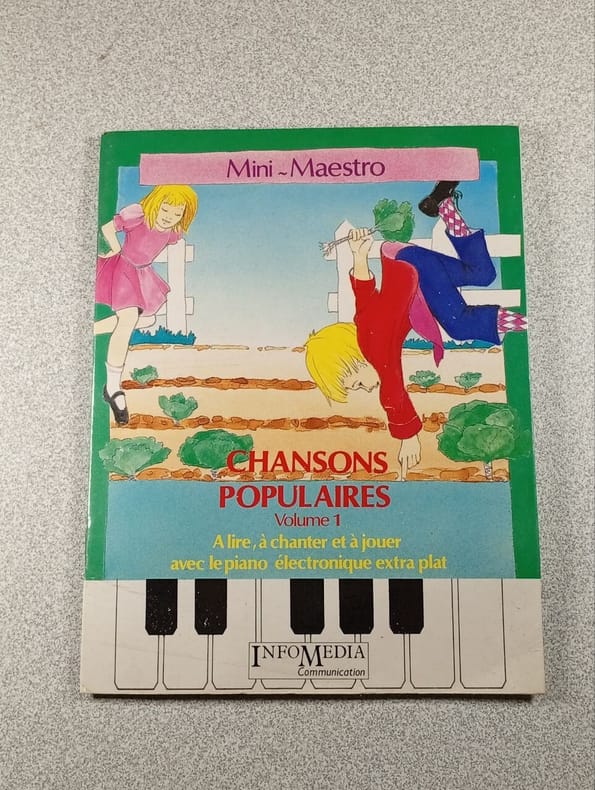 Mini ~ Maestro
CHANSONS
POPULAIRES
Volume 1
A lire, à chanter et à jouer
avec le piano électronique extra plat
INFOMEDIA
Communication